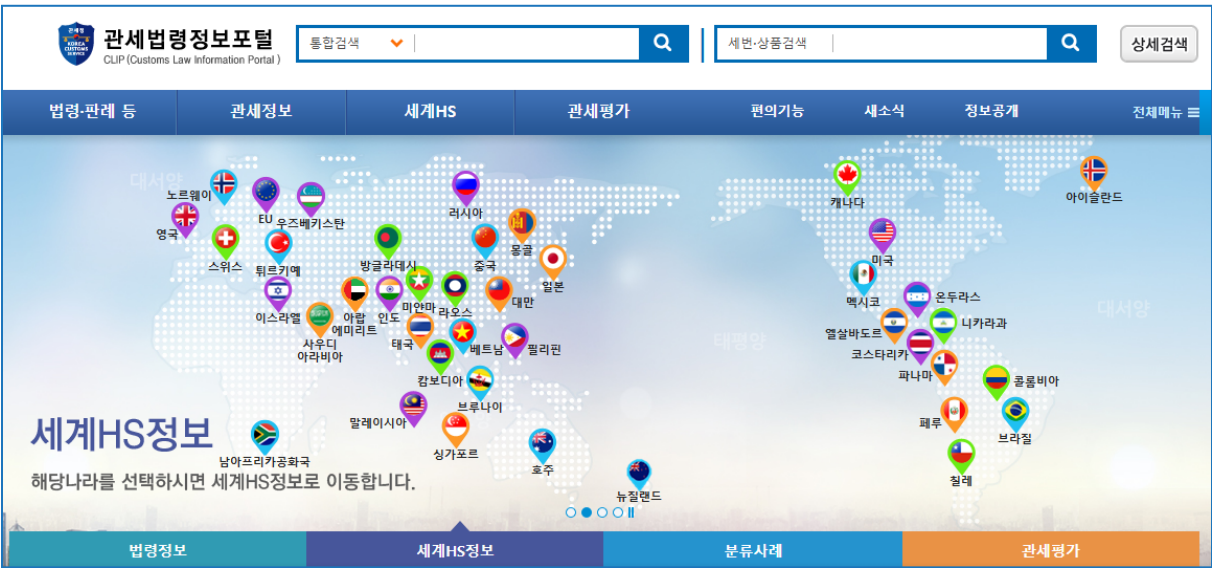 관세청
KOREA
CUSTOMS
SERVICE
관세법령정보포털
CLIP (Customs Law Information Portal )
통합검색
세번·상품검색
상세검색
법령·판례 등
관세정보
세계HS
관세평가
편의기능
새소식
정보공개
전체메뉴
대서양
노르웨이
EU
우즈베키스탄
러시아
캐나다
아이슬란드
영국
스위스
튀르키예
방글라데시
중국
몽골
일본
미국
멕시코
온두라스
대서양
이스라엘
사우디
아라비아
아랍
에미리트
인도
미얀마
라오스
대만
태국
베트남
필리핀
태평양
엘살바도르
니카라과
코스타리카
파나마
콜롬비아
캄보디아
브루나이
말레이시아
싱가포르
호주
뉴질랜드
페루
브라질
칠레
남아프리카공화국
세계HS정보
해당나라를 선택하시면 세계HS정보로 이동합니다.
법령정보
세계HS정보
분류사례
관세평가